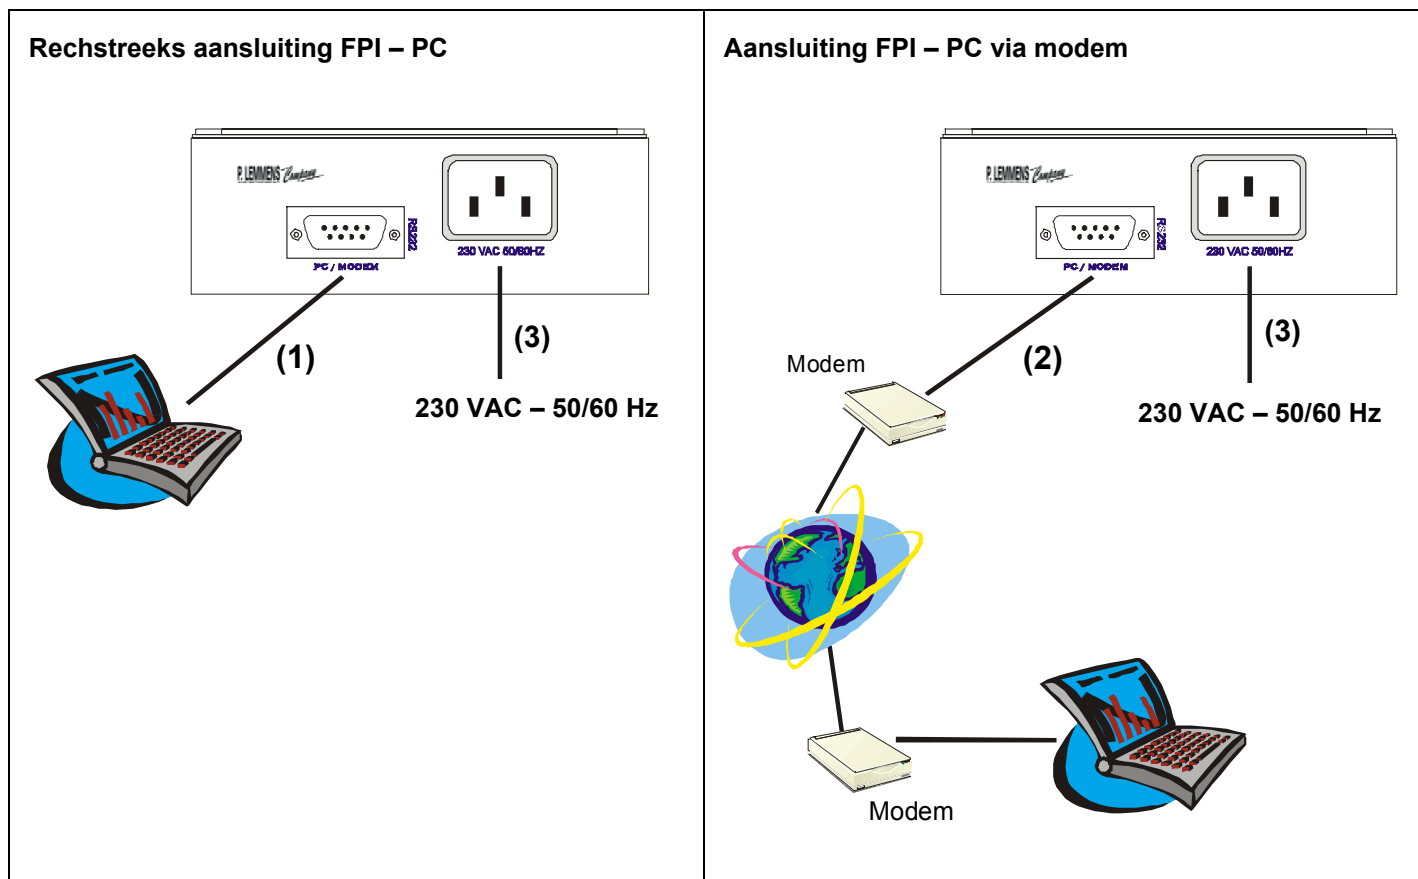 Rechstreeks aansluiting FPI – PC
P. LEMMENS Company
RS232
PC / MODEM
230 VAC 50/60HZ
(1)
(3)
230 VAC – 50/60 Hz
Aansluiting FPI – PC via modem
P. LEMMENS Company
RS232
PC / MODEM
230 VAC 50/60HZ
(2)
(3)
Modem
230 VAC – 50/60 Hz
Modem